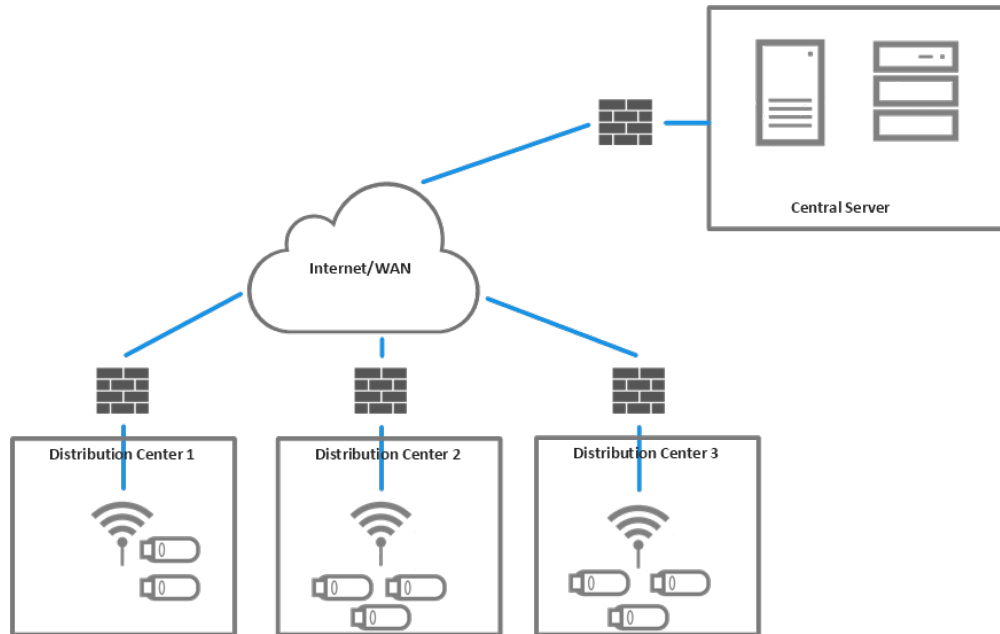 Central Server
Internet/WAN
Distribution Center 1
Distribution Center 2
Distribution Center 3